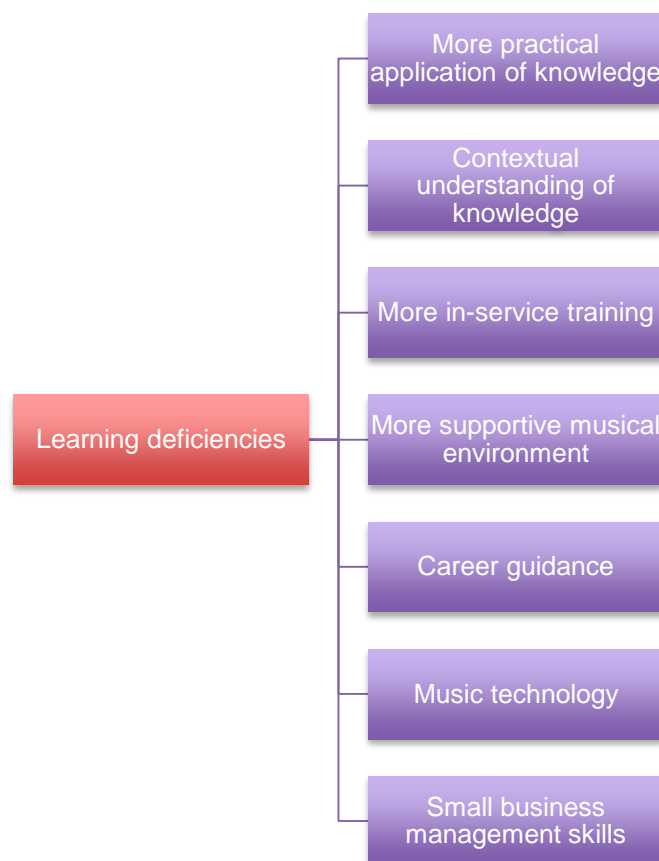 More practical
application of knowledge
Contextual
understanding of
knowledge
More in-service training
Learning deficiencies
More supportive musical
environment
Career guidance
Music technology
Small business
management skills